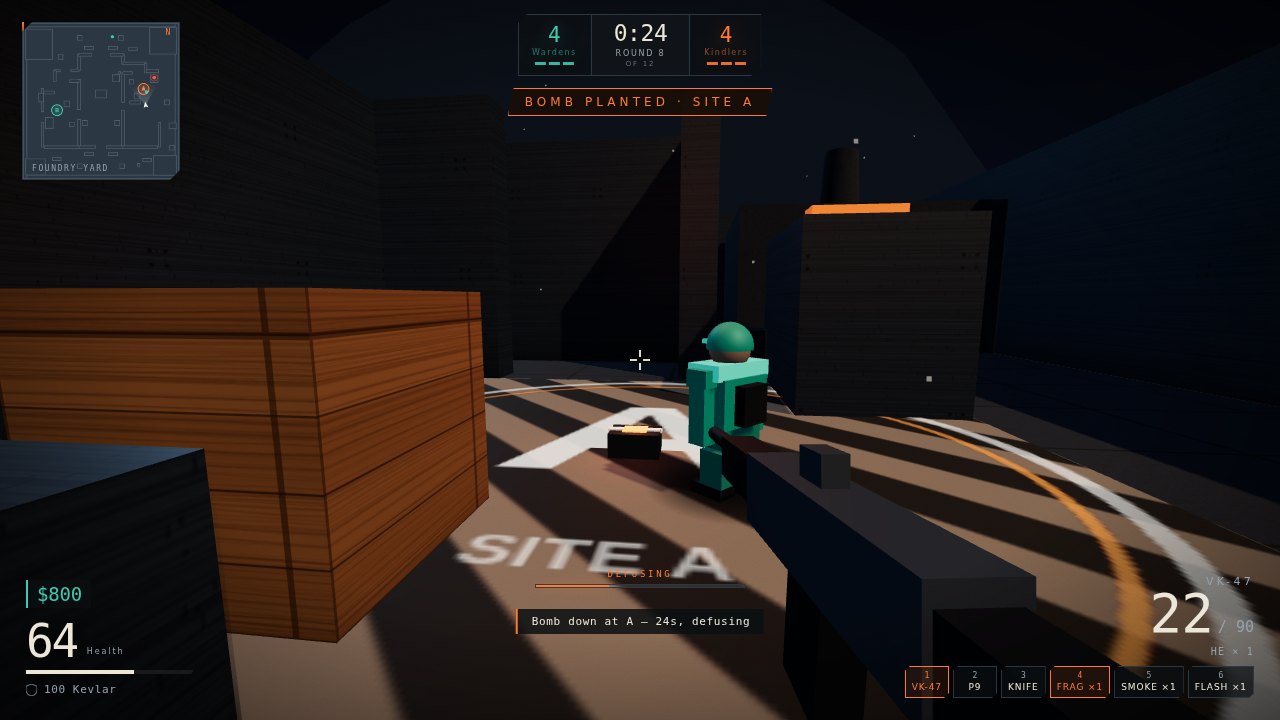 N
A
B
FOUNDRY YARD
4
Wardens
0:24
ROUND 8
OF 12
4
Kindlers
BOMB PLANTED · SITE A
A
SITE A
DEFUSING
Bomb down at A — 24s, defusing
$800
64 Health
100 Kevlar
VK-47
22 / 90
HE × 1
1 VK-47
2 P9
3 KNIFE
4 FRAG ×1
5 SMOKE ×1
6 FLASH ×1